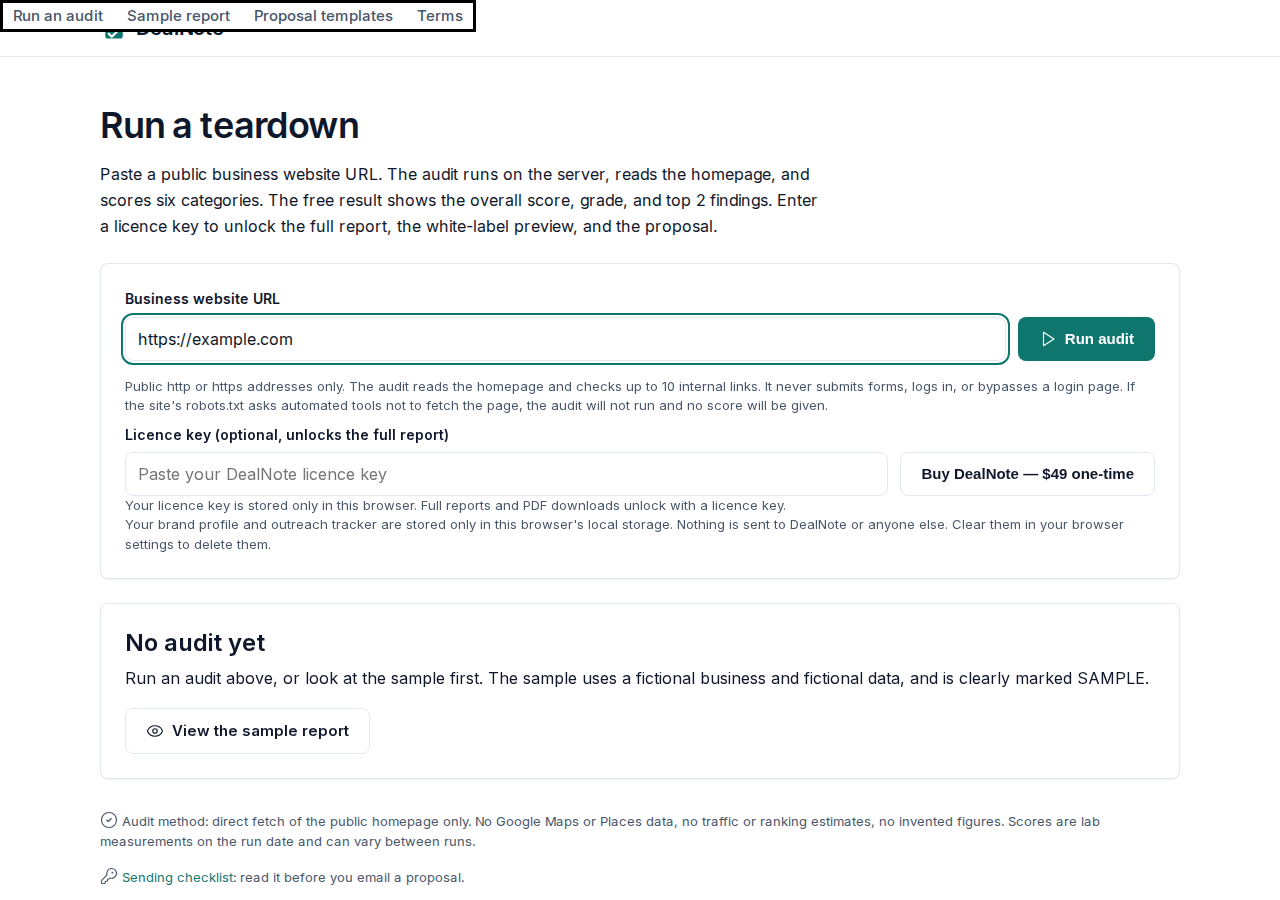 Run an audit Sample report Proposal templates Terms
DealNote
Run a teardown
Paste a public business website URL. The audit runs on the server, reads the homepage, and
scores six categories. The free result shows the overall score, grade, and top 2 findings. Enter
a licence key to unlock the full report, the white-label preview, and the proposal.
Business website URL
https://example.com
Run audit
Public http or https addresses only. The audit reads the homepage and checks up to 10 internal links. It never submits forms, logs in, or bypasses a login page. If
the site's robots.txt asks automated tools not to fetch the page, the audit will not run and no score will be given.
Licence key (optional, unlocks the full report)
Paste your DealNote licence key
Buy DealNote — $49 one-time
Your licence key is stored only in this browser. Full reports and PDF downloads unlock with a licence key.
Your brand profile and outreach tracker are stored only in this browser's local storage. Nothing is sent to DealNote or anyone else. Clear them in your browser
settings to delete them.
No audit yet
Run an audit above, or look at the sample first. The sample uses a fictional business and fictional data, and is clearly marked SAMPLE.
View the sample report
Audit method: direct fetch of the public homepage only. No Google Maps or Places data, no traffic or ranking estimates, no invented figures. Scores are lab
measurements on the run date and can vary between runs.
Sending checklist: read it before you email a proposal.